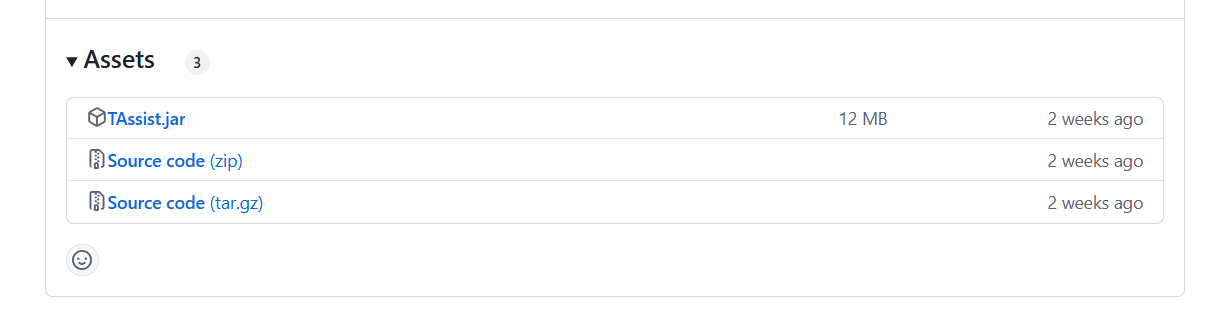 Assets 3
TAssist.jar 12 MB 2 weeks ago
Source code (zip) 2 weeks ago
Source code (tar.gz) 2 weeks ago